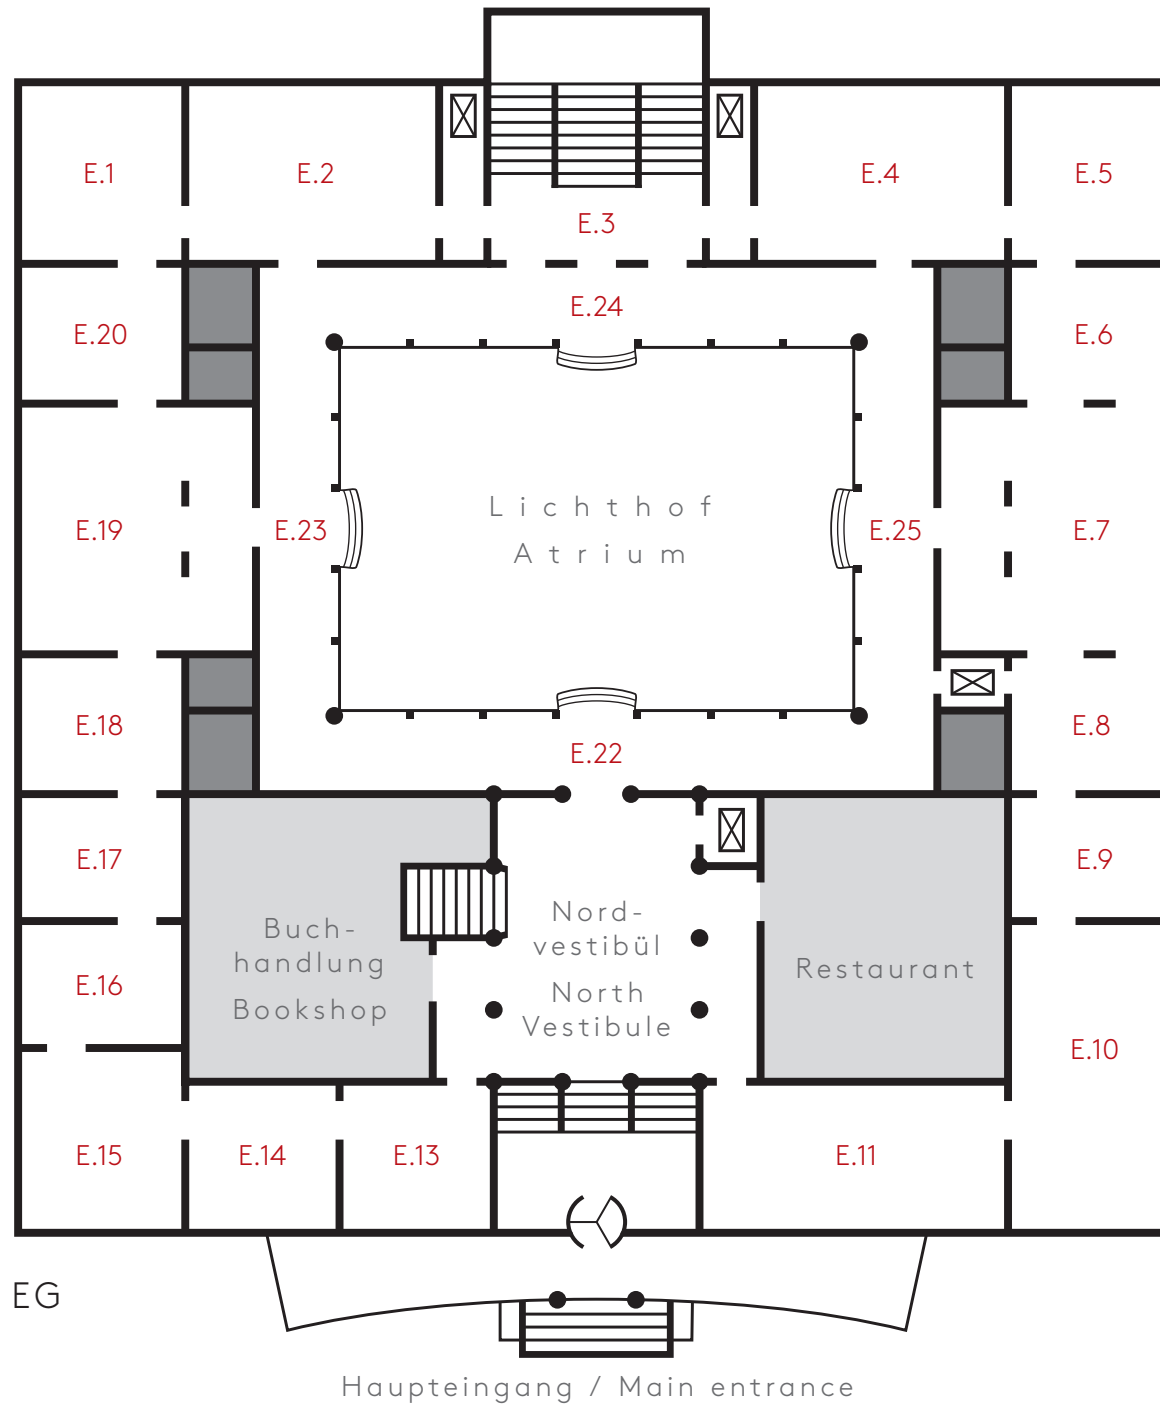 E.1
E.2
E.3
E.4
E.5
E.24
E.20
E.6
Lichthof
Atrium
E.19
E.23
E.25
E.7
E.18
E.22
E.8
E.17
E.9
Buch-
handlung
Bookshop
Nord-
vestibül
North
Vestibule
Restaurant
E.16
E.10
E.15
E.14
E.13
E.11
EG
Haupteingang / Main entrance